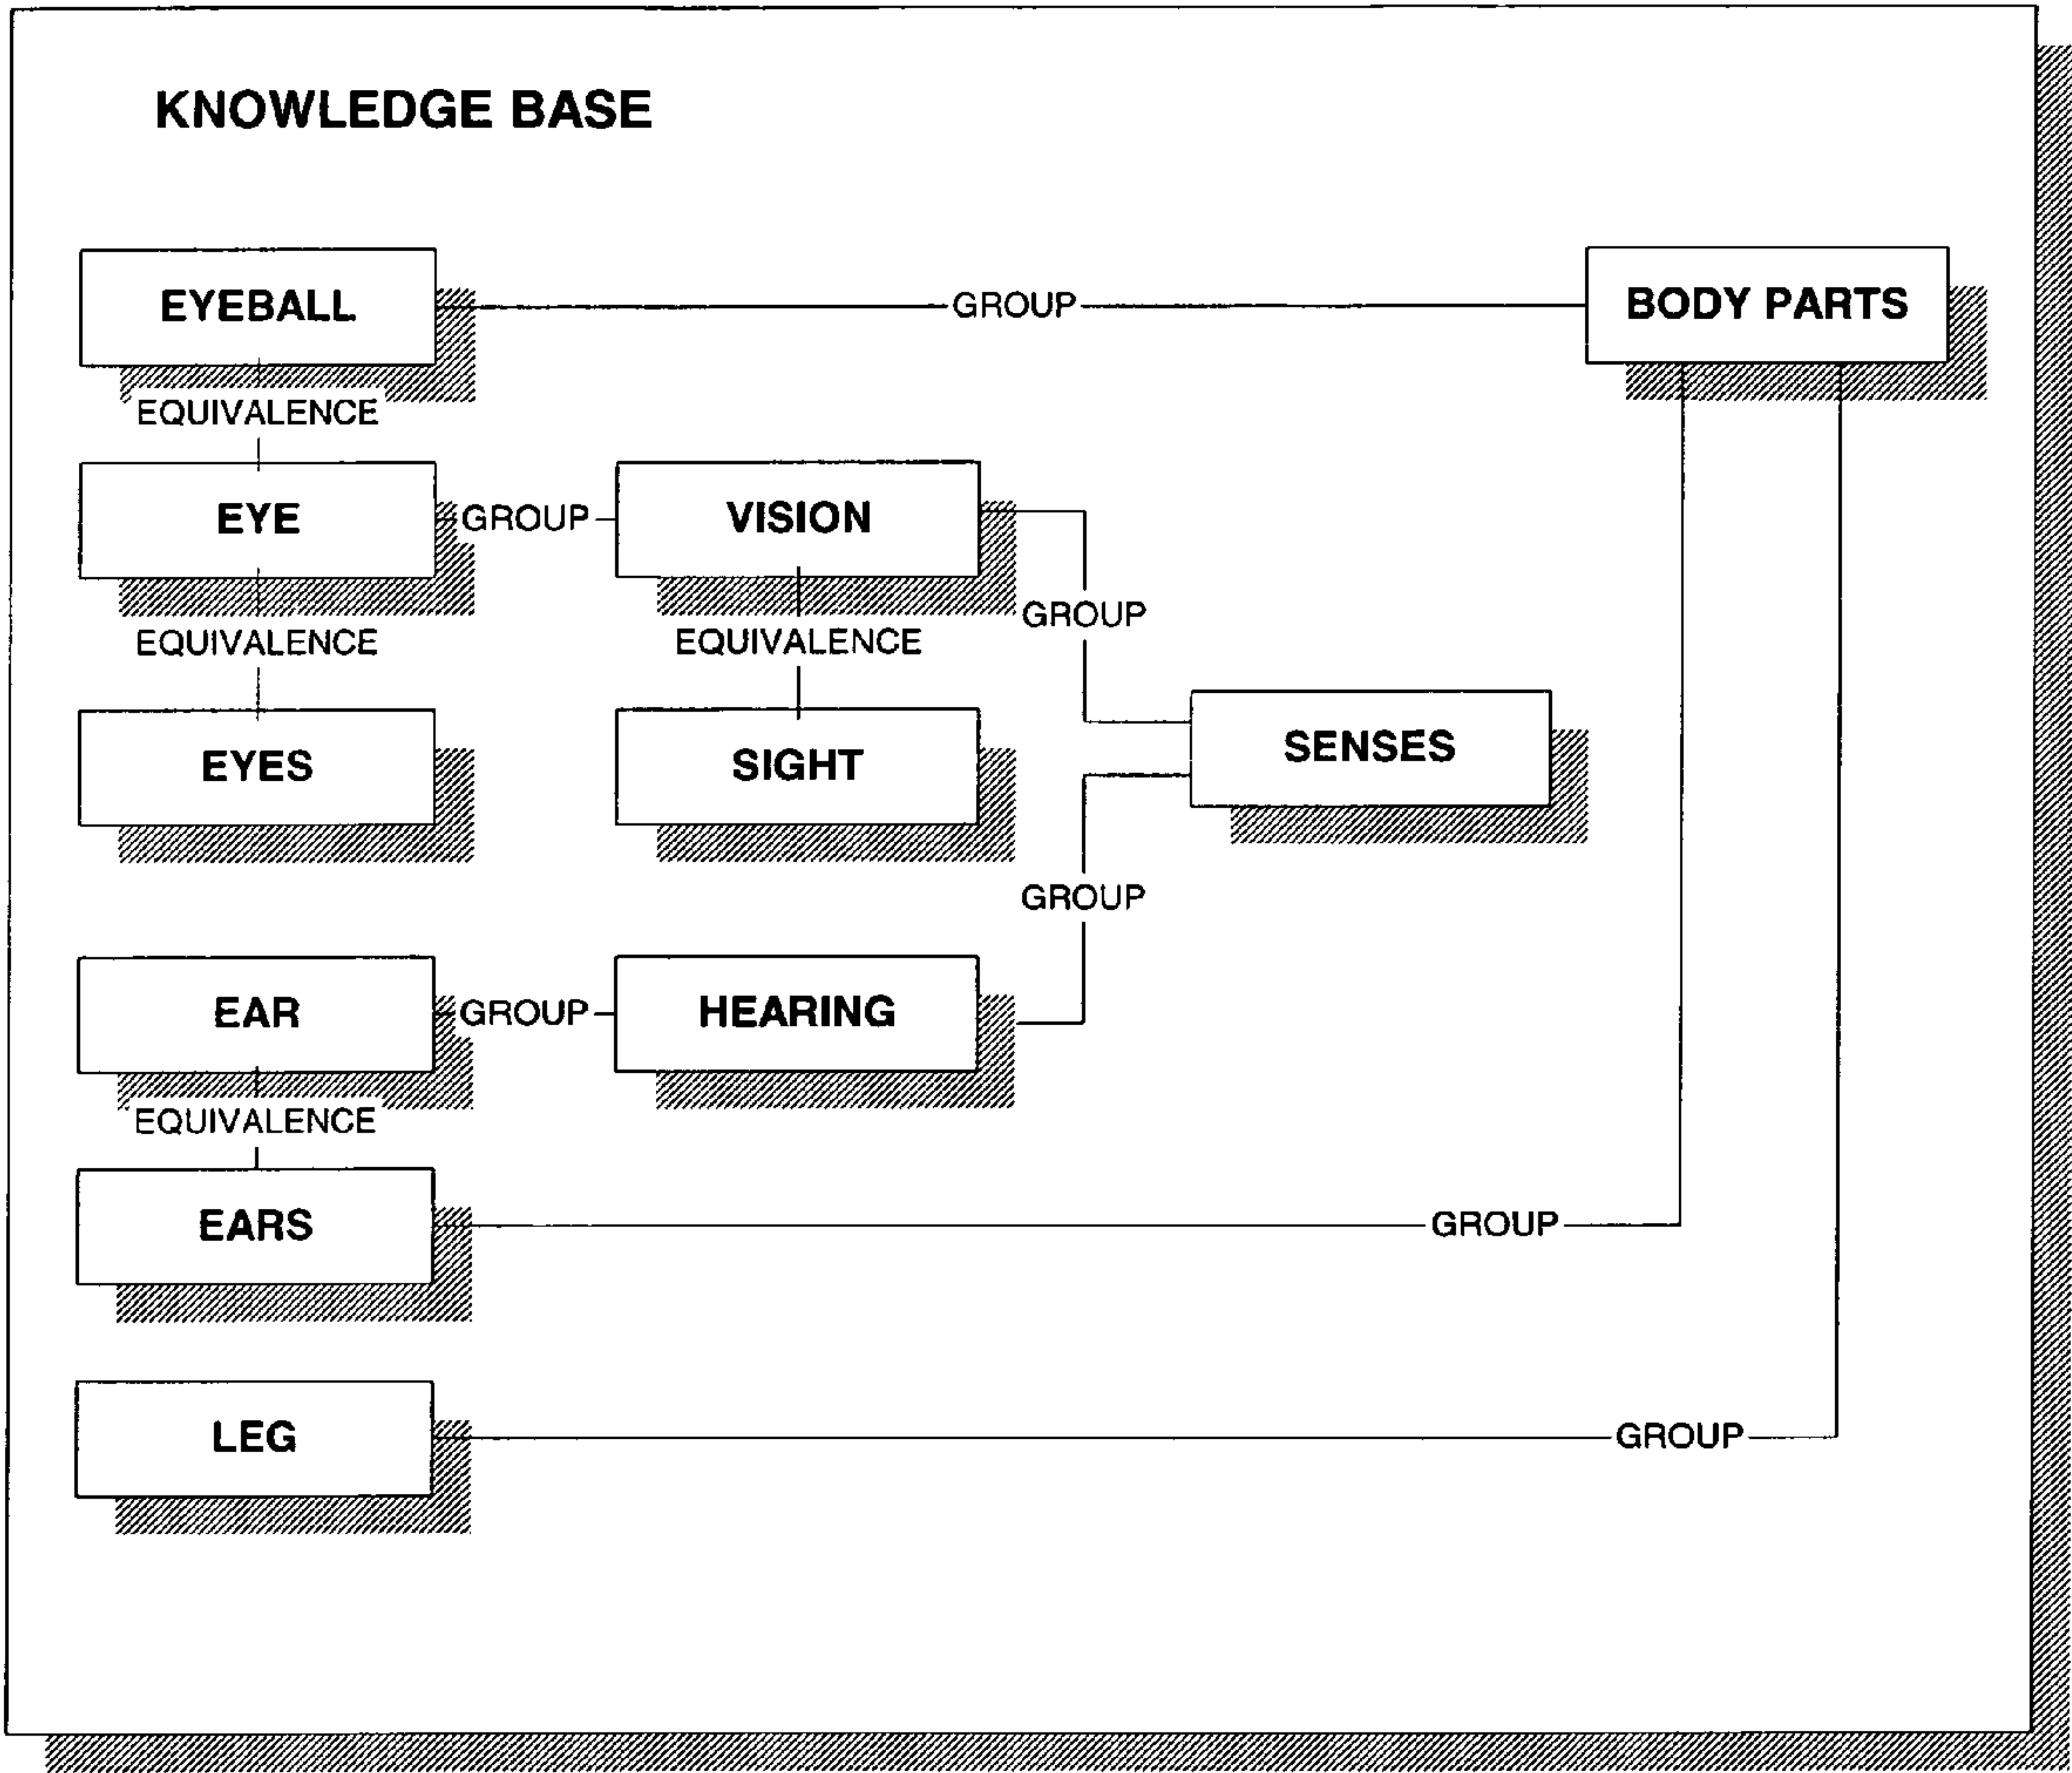 KNOWLEDGE BASE
EYEBALL
GROUP
BODY PARTS
EQUIVALENCE
EYE
GROUP
VISION
GROUP
EQUIVALENCE
EQUIVALENCE
EYES
SIGHT
SENSES
GROUP
EAR
GROUP
HEARING
EQUIVALENCE
EARS
GROUP
LEG
GROUP